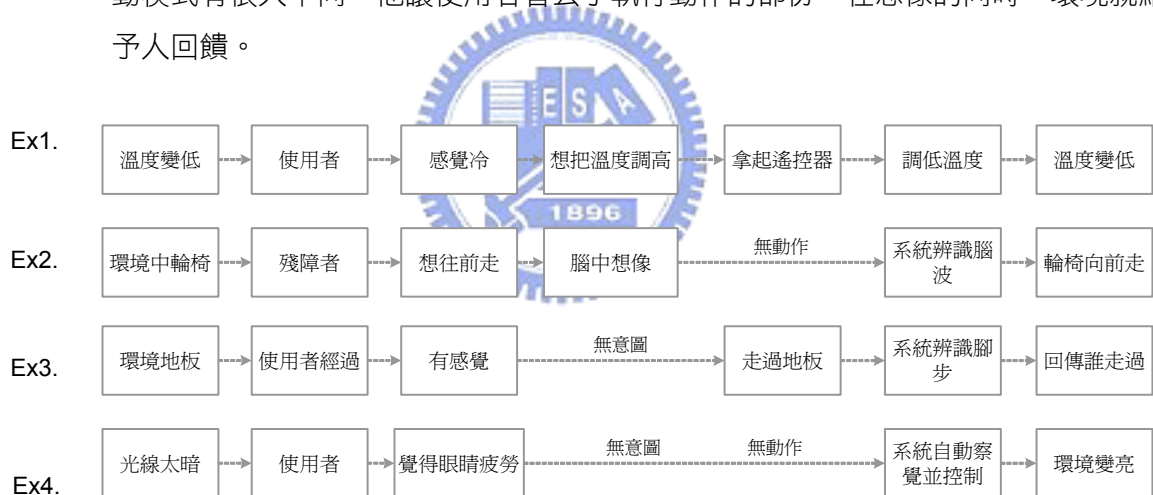 予人回饋。
ESA
1896
Ex1. 溫度變低 使用者 感覺冷 想把溫度調高 拿起遙控器 調低溫度 溫度變低
無動作
Ex2. 環境中輪椅 殘障者 想往前走 腦中想像 系統辨識腦波 輪椅向前走
無意圖
Ex3. 環境地板 使用者經過 有感覺 走過地板 系統辨識腳步 回傳誰走過
無意圖 無動作
Ex4. 光線太暗 使用者 覺得眼睛疲勞 系統自動察覺並控制 環境變亮